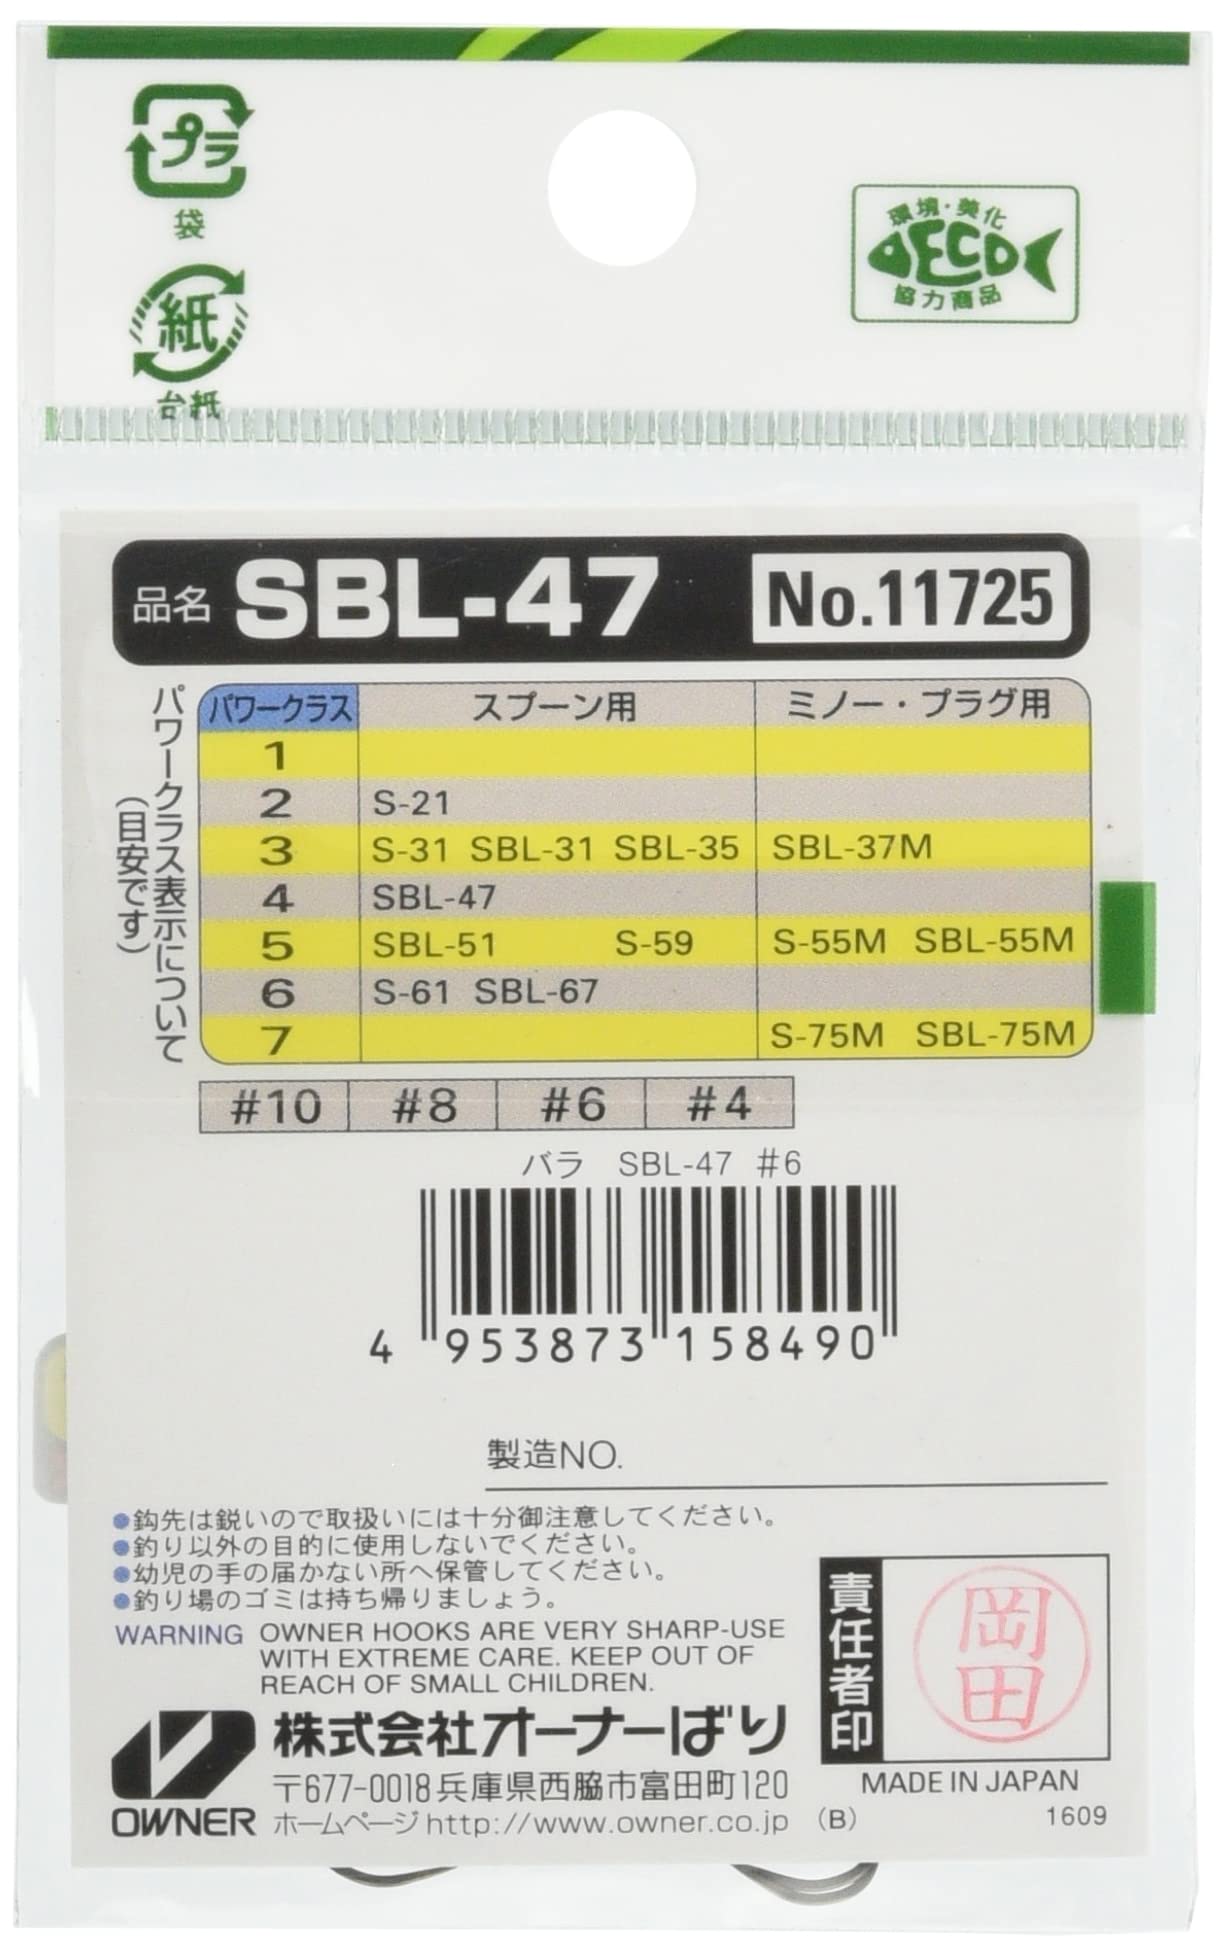 プラ
袋
紙
台紙
環境・美化
ECO
協力商品
品名 SBL-47 No.11725
パワークラス表示について
(目安です)
パワークラス スプーン用 ミノー・プラグ用
1
2 S-21
3 S-31 SBL-31 SBL-35 SBL-37M
4 SBL-47
5 SBL-51 S-59 S-55M SBL-55M
6 S-61 SBL-67
7 S-75M SBL-75M
#10 #8 #6 #4
バラ SBL-47 #6
4 953873 158490
製造NO.
●鈎先は鋭いので取扱いには十分御注意してください。
●釣り以外の目的に使用しないでください。
●幼児の手の届かない所へ保管してください。
●釣り場のゴミは持ち帰りましょう。
WARNING OWNER HOOKS ARE VERY SHARP-USE
WITH EXTREME CARE. KEEP OUT OF
REACH OF SMALL CHILDREN.
責任者印
岡田
株式会社オーナーばり
〒677-0018兵庫県西脇市富田町120
OWNER
ホームページhttp://www.owner.co.jp (B)
MADE IN JAPAN
1609